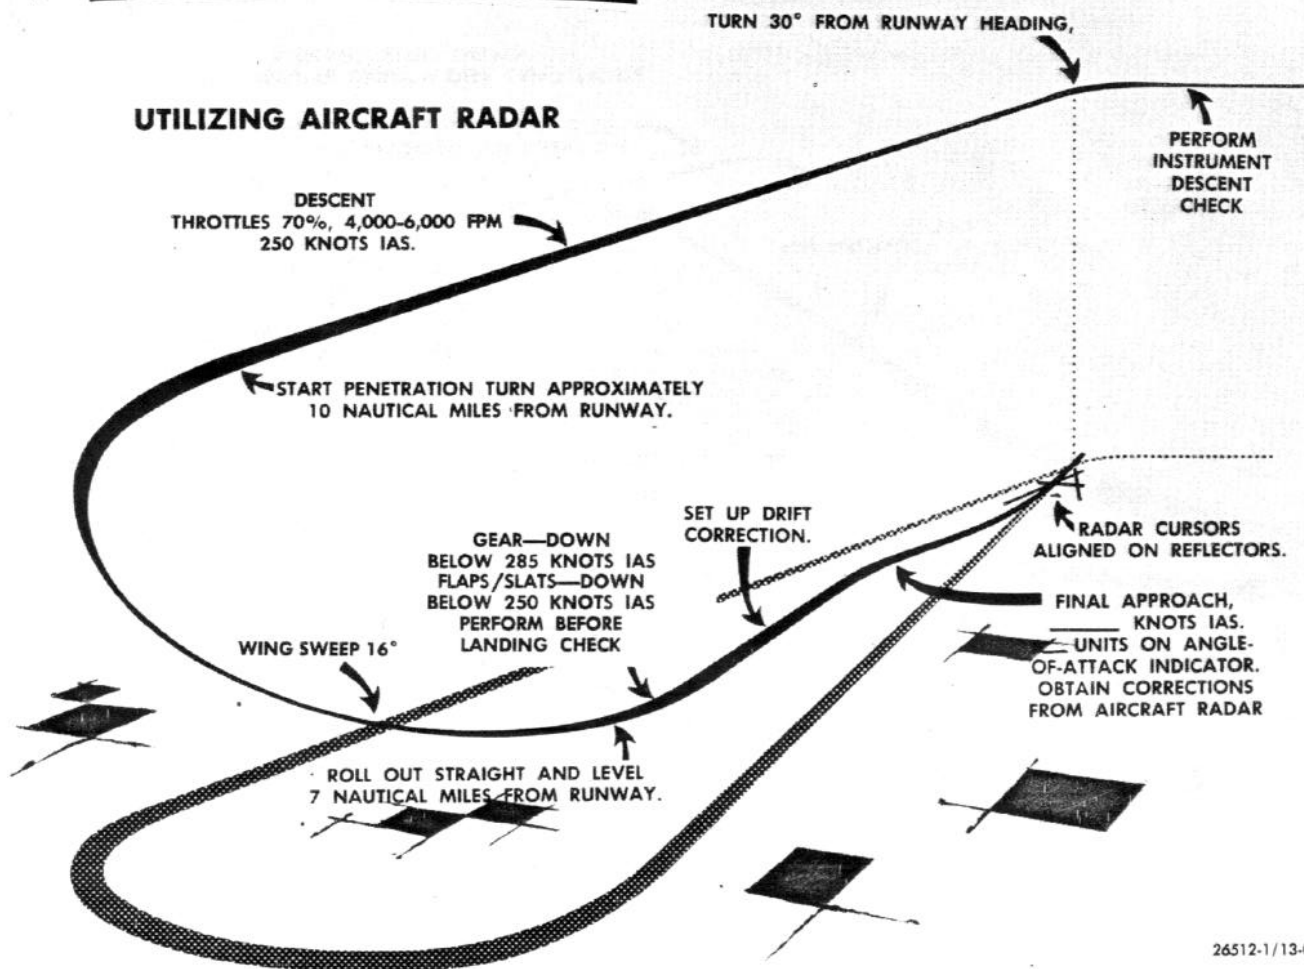 TURN 30° FROM RUNWAY HEADING,
UTILIZING AIRCRAFT RADAR
PERFORM
INSTRUMENT
DESCENT
CHECK
DESCENT
THROTTLES 70%, 4,000-6,000 FPM
250 KNOTS IAS.
START PENETRATION TURN APPROXIMATELY
10 NAUTICAL MILES FROM RUNWAY.
SET UP DRIFT
CORRECTION.
RADAR CURSORS
ALIGNED ON REFLECTORS.
GEAR—DOWN
BELOW 285 KNOTS IAS
FLAPS/SLATS—DOWN
BELOW 250 KNOTS IAS
PERFORM BEFORE
LANDING CHECK
FINAL APPROACH,
____ KNOTS IAS.
__ UNITS ON ANGLE-
OF-ATTACK INDICATOR.
OBTAIN CORRECTIONS
FROM AIRCRAFT RADAR
WING SWEEP 16°
ROLL OUT STRAIGHT AND LEVEL
7 NAUTICAL MILES FROM RUNWAY.
26512-1/13-